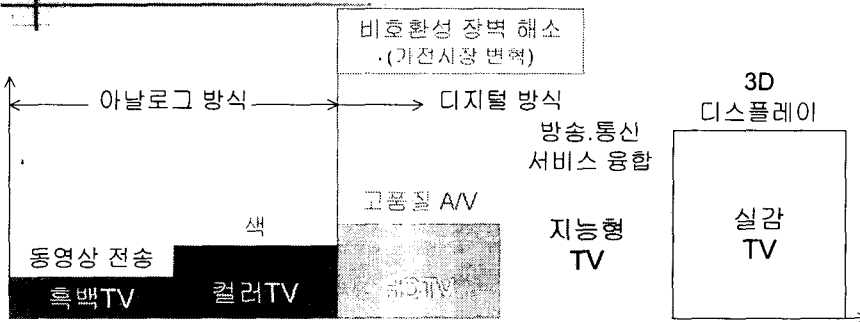 비호환성 장벽 해소
(가전시장 변혁)
아날로그 방식
디지털 방식
3D
디스플레이
방송.통신
서비스 융합
고품질 A/V
색
동영상 전송
흑백TV
컬러TV
HDTV
지능형
TV
실감
TV